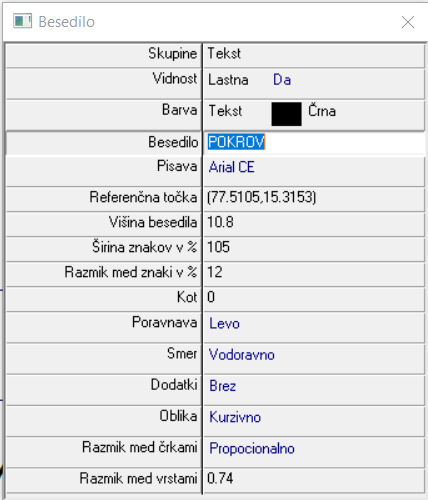 Besedilo
Skupine Tekst
Vidnost Lastna Da
Barva Tekst Črna
Besedilo POKROV
Pisava Arial CE
Referenčna točka (77.5105,15.3153)
Višina besedila 10.8
Širina znakov v % 105
Razmik med znaki v % 12
Kot 0
Poravnava Levo
Smer Vodoravno
Dodatki Brez
Oblika Kurzivno
Razmik med črkami Propocionalno
Razmik med vrstami 0.74